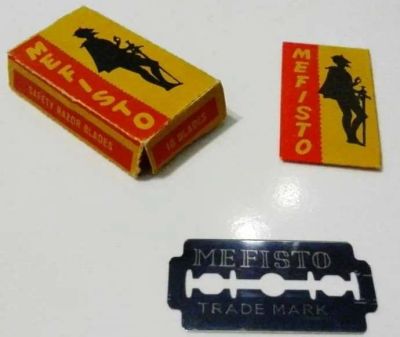 MEFISTO
SAFETY RAZOR BLADES
10 BLADES
MEFISTO
MEFISTO
TRADE MARK